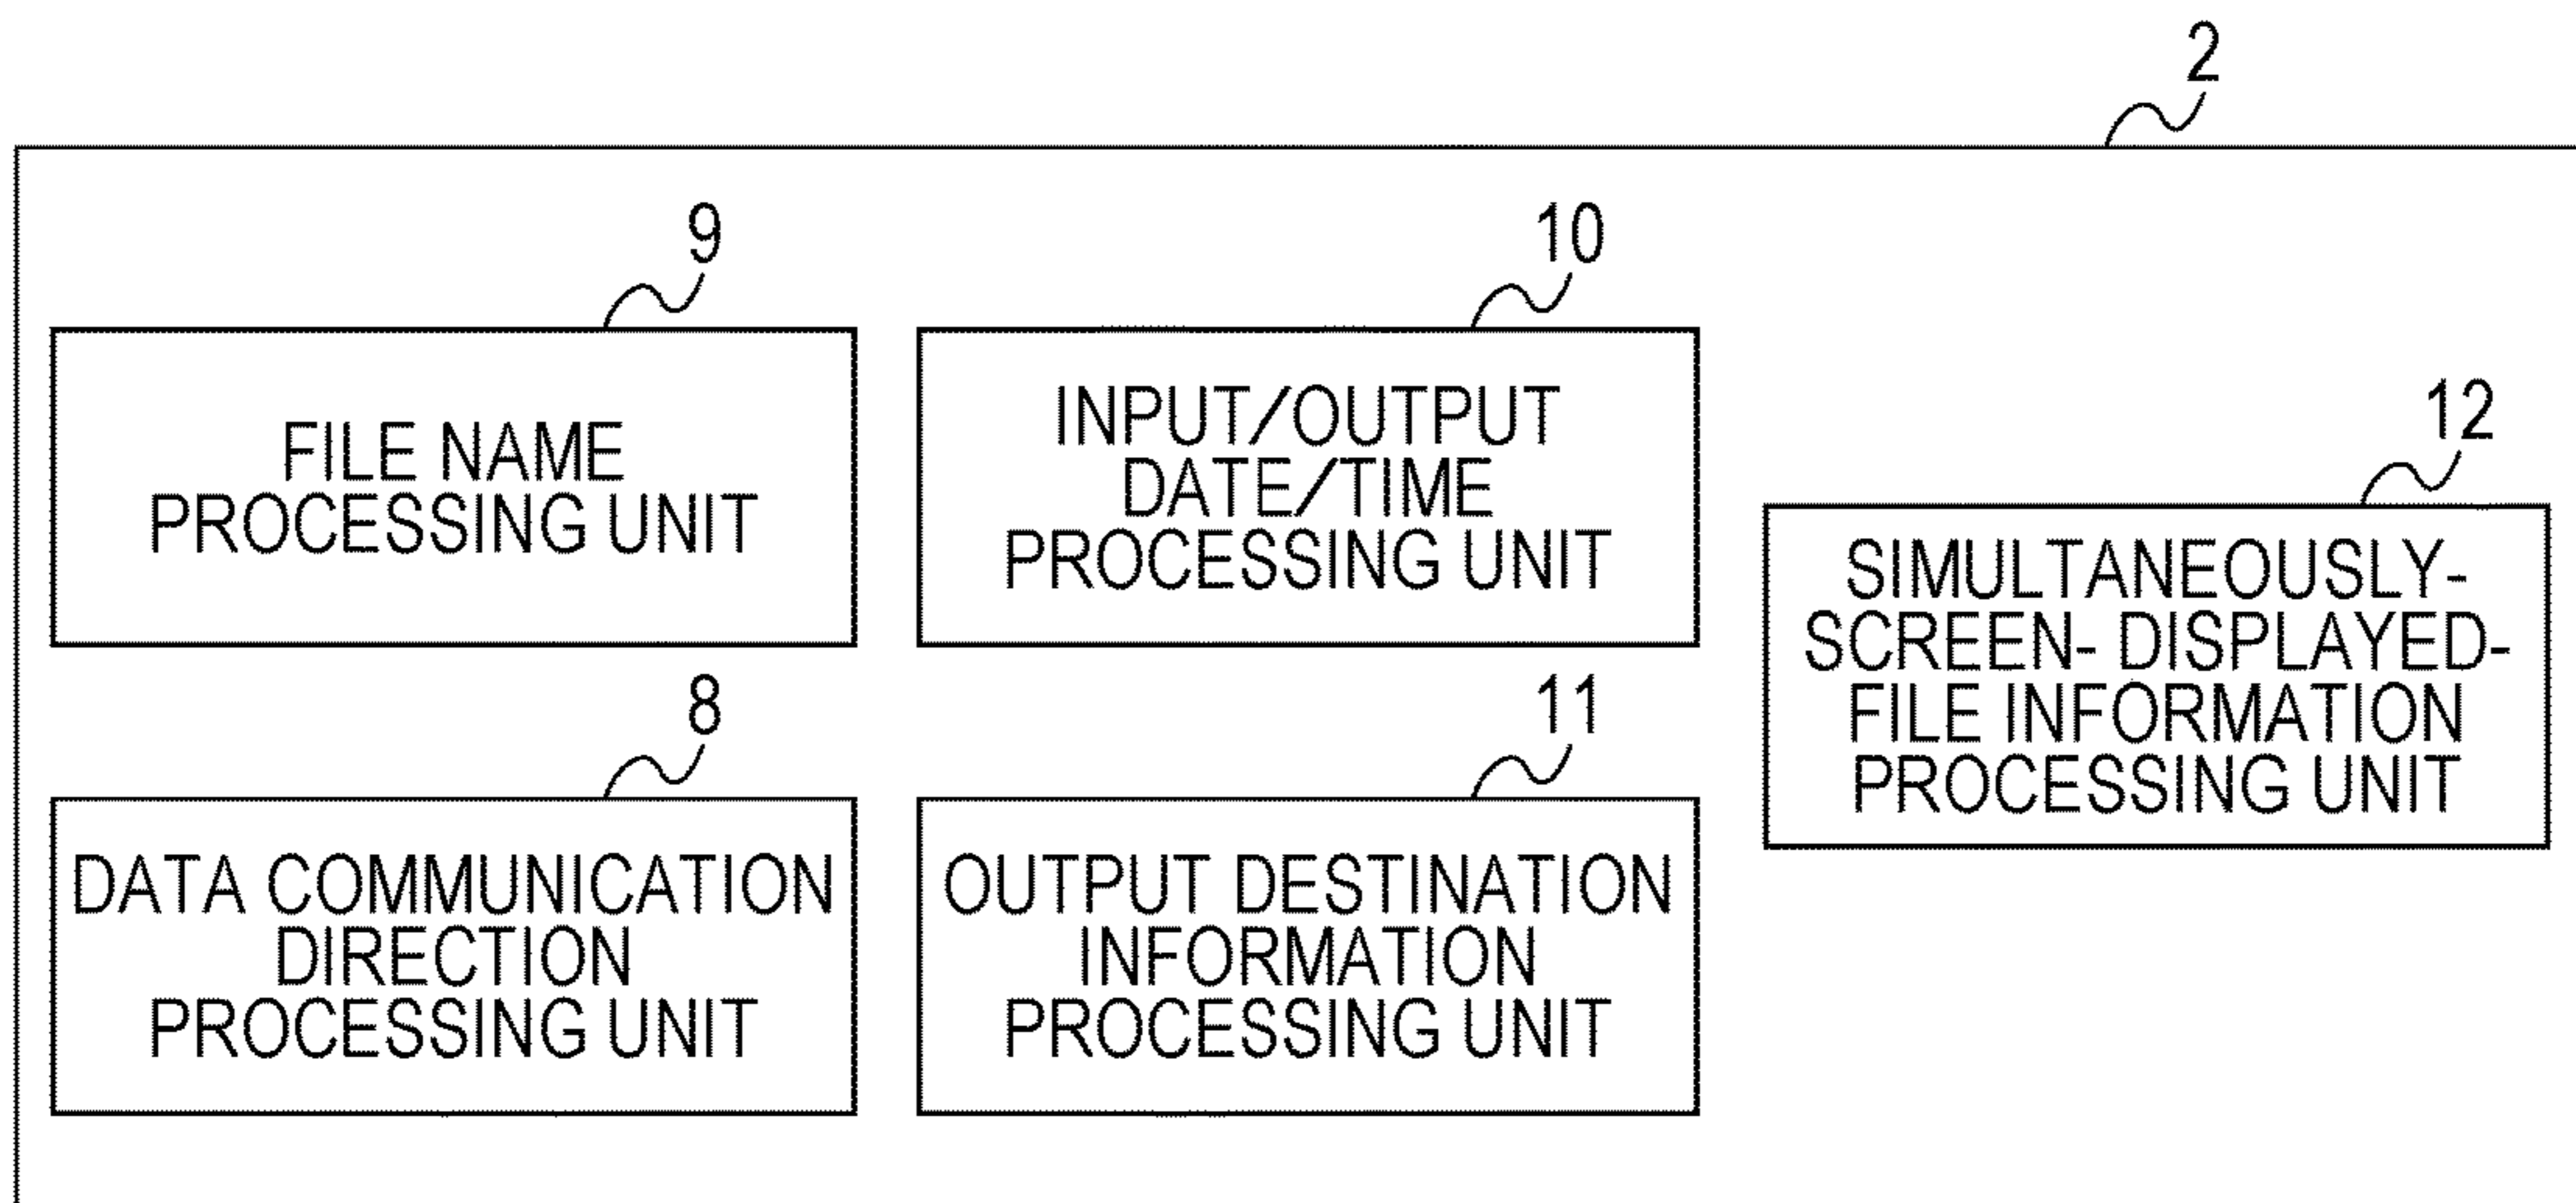 2
9
FILE NAME
PROCESSING UNIT
10
INPUT/OUTPUT
DATE/TIME
PROCESSING UNIT
12
SIMULTANEOUSLY-
SCREEN- DISPLAYED-
FILE INFORMATION
PROCESSING UNIT
8
DATA COMMUNICATION
DIRECTION
PROCESSING UNIT
11
OUTPUT DESTINATION
INFORMATION
PROCESSING UNIT